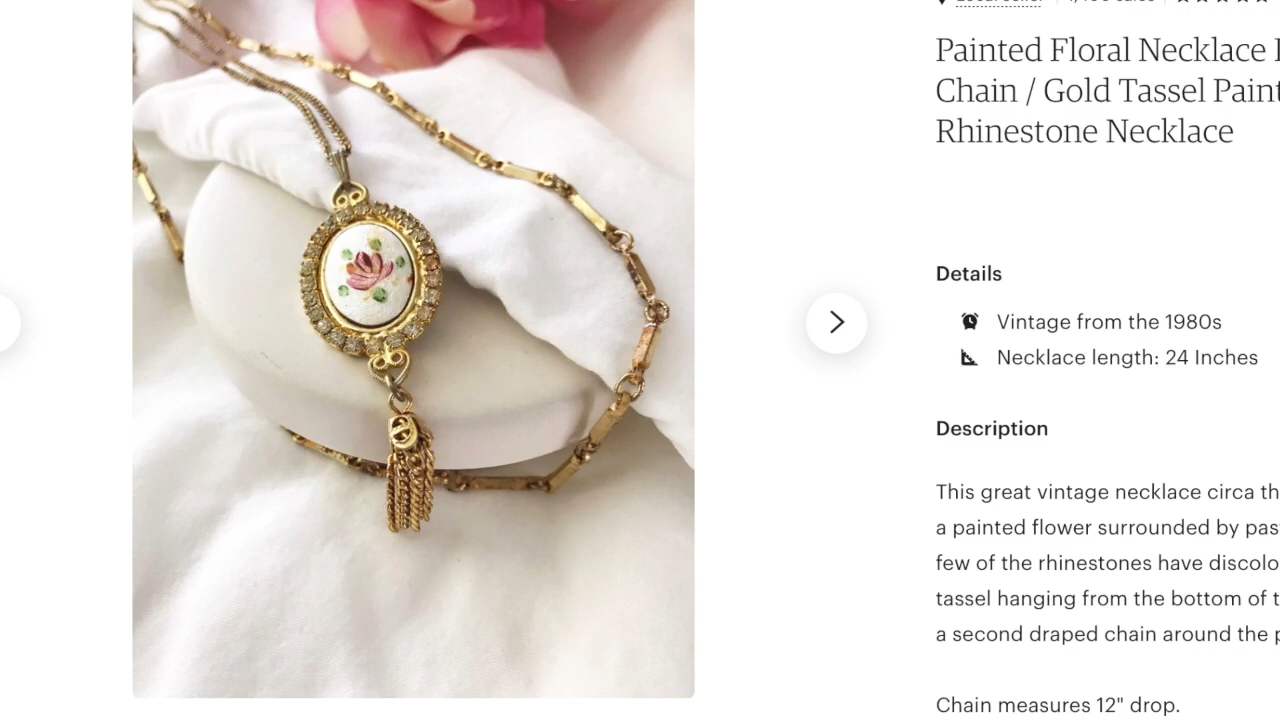 Painted Floral Necklace
Chain / Gold Tassel Paint
Rhinestone Necklace
Details
Vintage from the 1980s
Necklace length: 24 Inches
Description
This great vintage necklace circa th
a painted flower surrounded by pas
few of the rhinestones have discolo
tassel hanging from the bottom of t
a second draped chain around the p
Chain measures 12" drop.